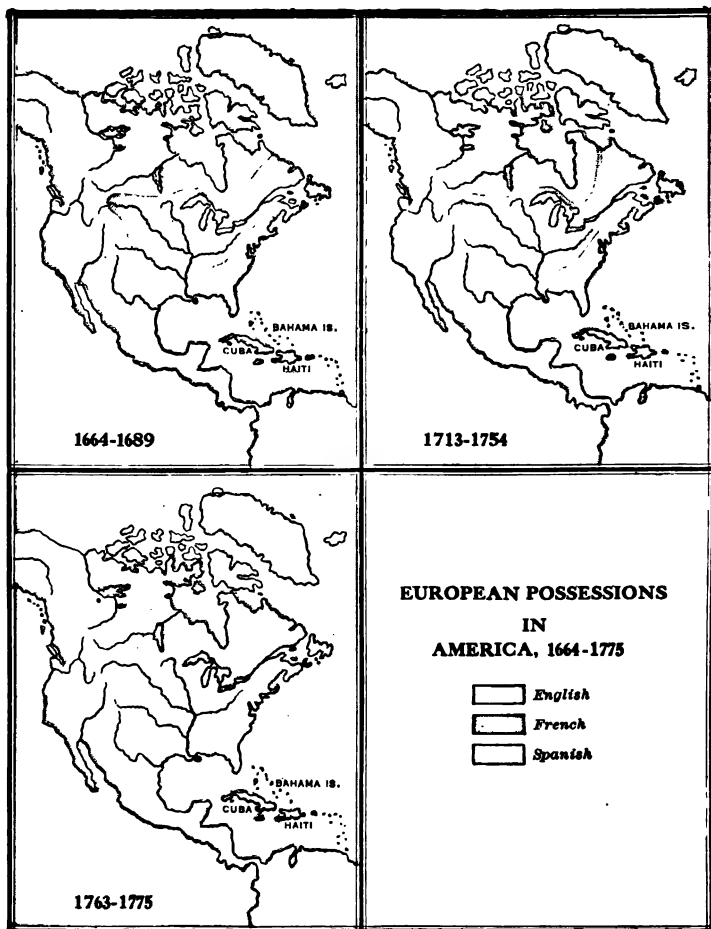 BAHAMA IS.
CUBA
HAITI
1664-1689
BAHAMA IS.
CUBA
HAITI
1713-1754
BAHAMA IS.
CUBA
HAITI
1763-1775
EUROPEAN POSSESSIONS
IN
AMERICA, 1664-1775
English
French
Spanish